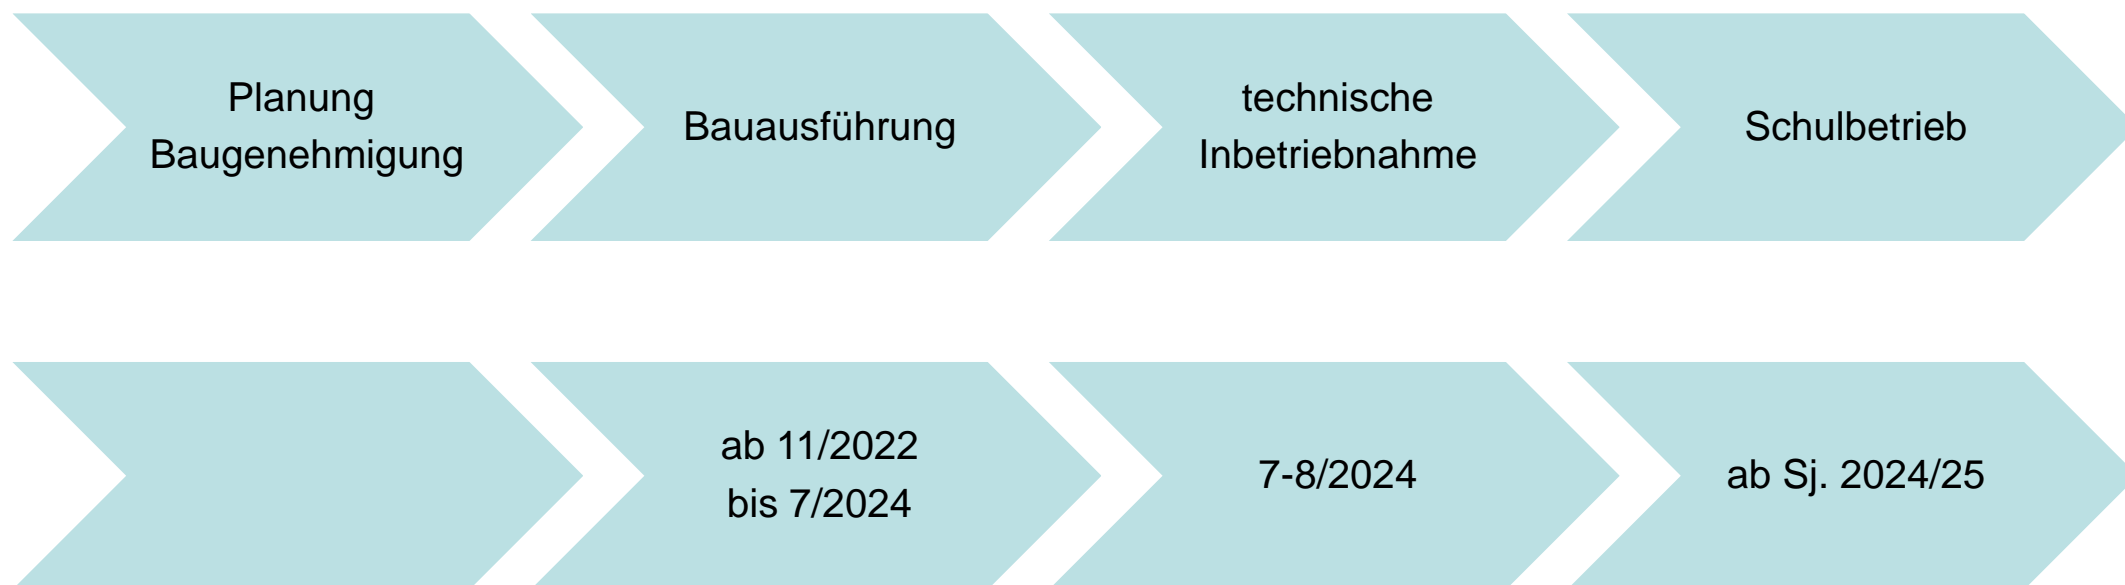 Planung
Baugenehmigung
Bauausführung
technische
Inbetriebnahme
Schulbetrieb
ab 11/2022
bis 7/2024
7-8/2024
ab Sj. 2024/25